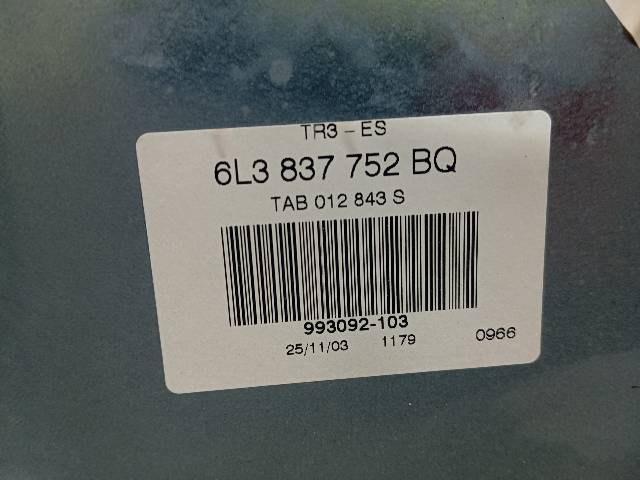 TR3 - ES
6L3 837 752 BQ
TAB 012 843 S
993092-103
25/11/03 1179 0966